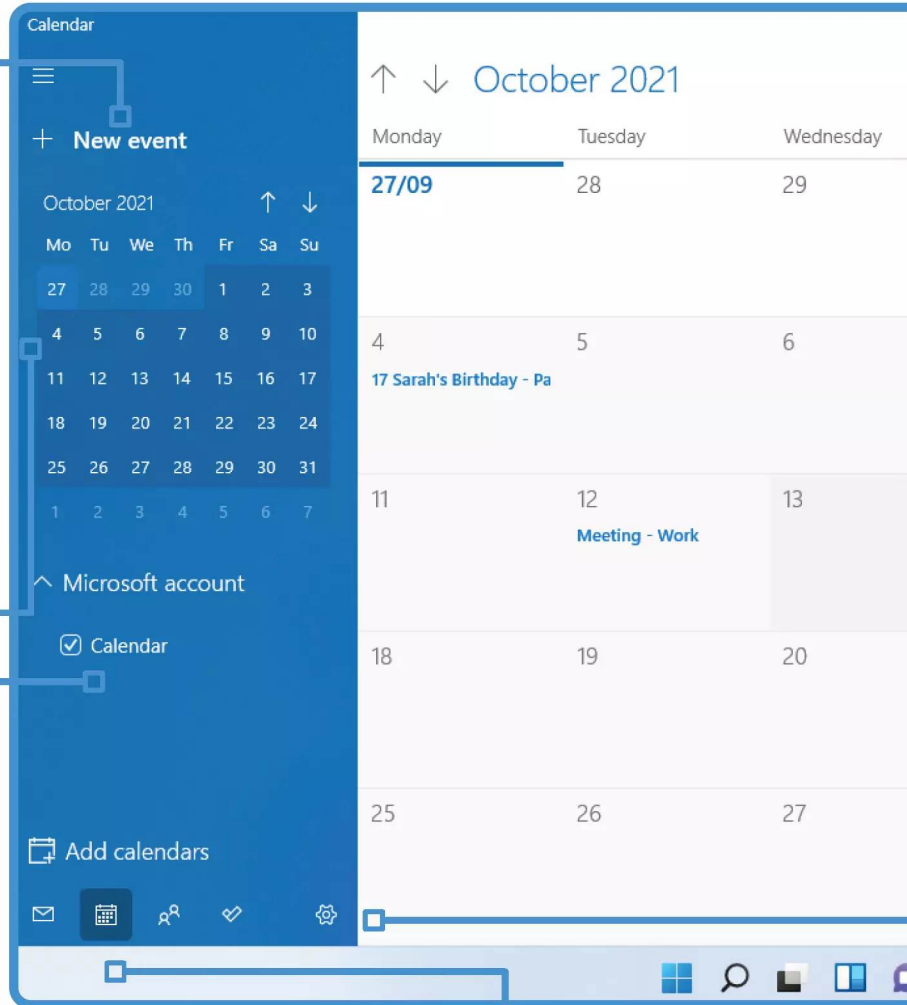 Calendar
New event
October 2021
Mo Tu We Th Fr Sa Su
27 28 29 30 1 2 3
4 5 6 7 8 9 10
11 12 13 14 15 16 17
18 19 20 21 22 23 24
25 26 27 28 29 30 31
1 2 3 4 5 6 7
Microsoft account
Calendar
Add calendars
October 2021
Monday Tuesday Wednesday
27/09 28 29
4 5 6
17 Sarah's Birthday - Pa
11 12 13
Meeting - Work
18 19 20
25 26 27